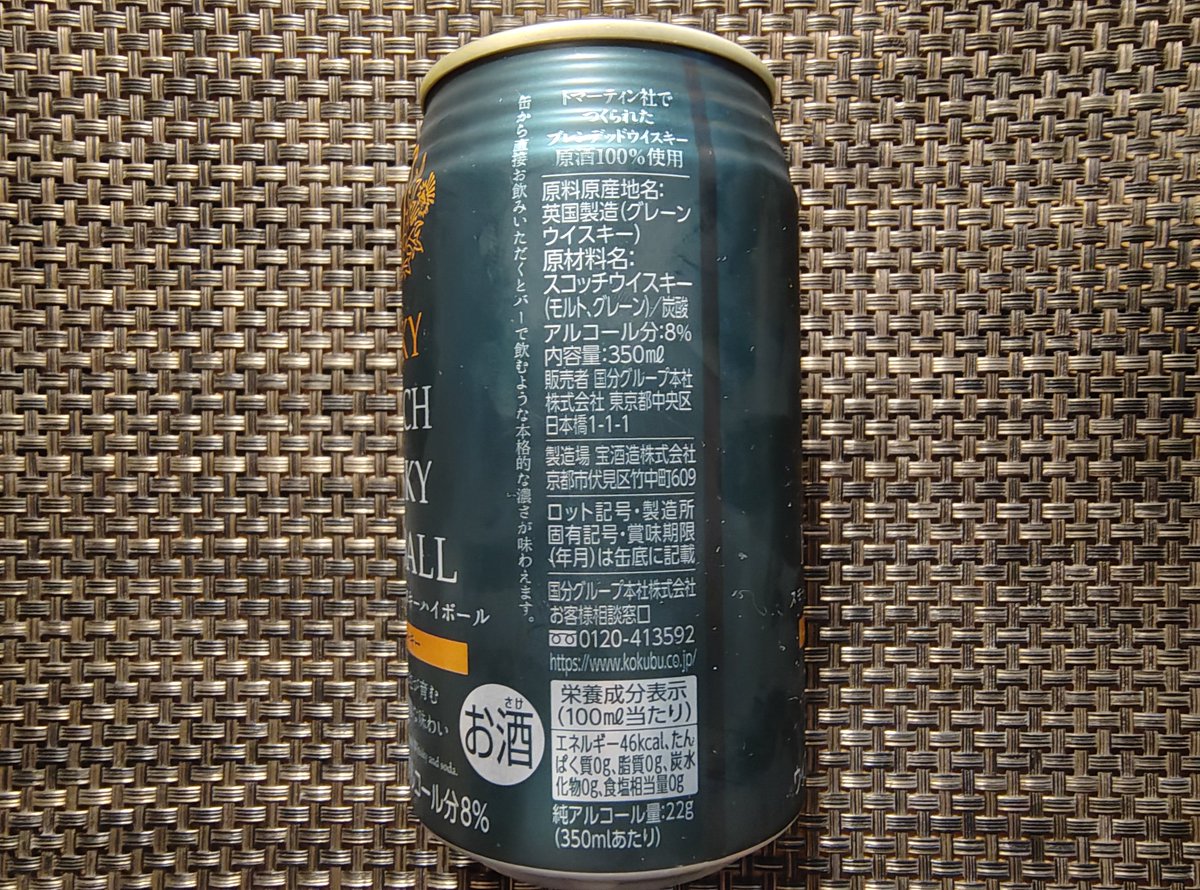 トマーティン社で
つくられた
ブレンデッドウイスキー
原酒100%使用
缶から直接お飲みいただくとバーで飲むような本格的な濃さが味わえます。
原料原産地名:
英国製造(グレーン
ウイスキー)
原材料名:
スコッチウイスキー
(モルト、グレーン)/炭酸
アルコール分:8%
内容量:350mℓ
販売者 国分グループ本社
株式会社 東京都中央区
日本橋1-1-1
製造場 宝酒造株式会社
京都市伏見区竹中町609
ロット記号・製造所
固有記号・賞味期限
(年月)は缶底に記載
国分グループ本社株式会社
お客様相談窓口
0120-413592
https://www.kokubu.co.jp/
栄養成分表示
(100mℓ当たり)
エネルギー46kcal、たん
ぱく質0g、脂質0g、炭水
化物0g、食塩相当量0g
純アルコール量:22g
(350mlあたり)
KY
CH
KY
ALL
キーハイボール
味わい
and soda.
さけ
お酒
コール分8%